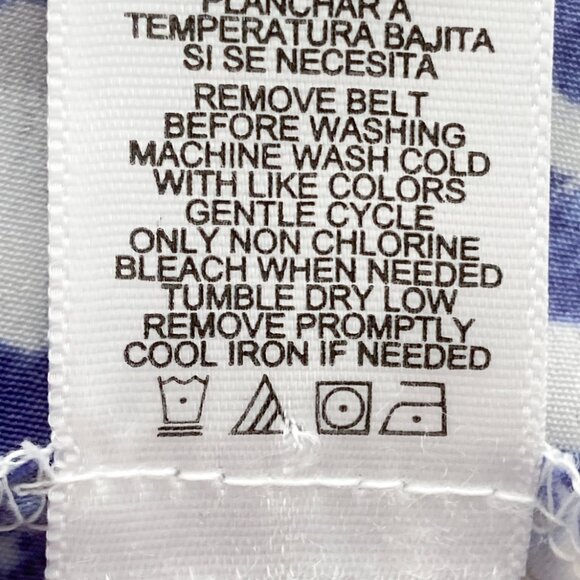 PLANCHAR A
TEMPERATURA BAJITA
SI SE NECESITA
REMOVE BELT
BEFORE WASHING
MACHINE WASH COLD
WITH LIKE COLORS
GENTLE CYCLE
ONLY NON CHLORINE
BLEACH WHEN NEEDED
TUMBLE DRY LOW
REMOVE PROMPTLY
COOL IRON IF NEEDED